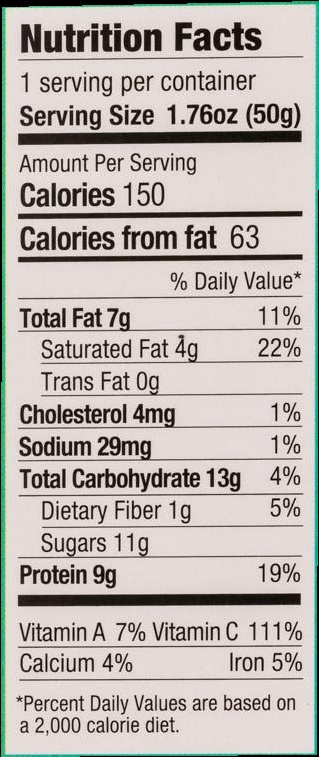 Nutrition Facts
1 serving per container
Serving Size 1.76oz (50g)
Amount Per Serving
Calories 150
Calories from fat 63
% Daily Value*
Total Fat 7g 11%
Saturated Fat 4g 22%
Trans Fat 0g
Cholesterol 4mg 1%
Sodium 29mg 1%
Total Carbohydrate 13g 4%
Dietary Fiber 1g 5%
Sugars 11g
Protein 9g 19%
Vitamin A 7% Vitamin C 111%
Calcium 4% Iron 5%
*Percent Daily Values are based on
a 2,000 calorie diet.